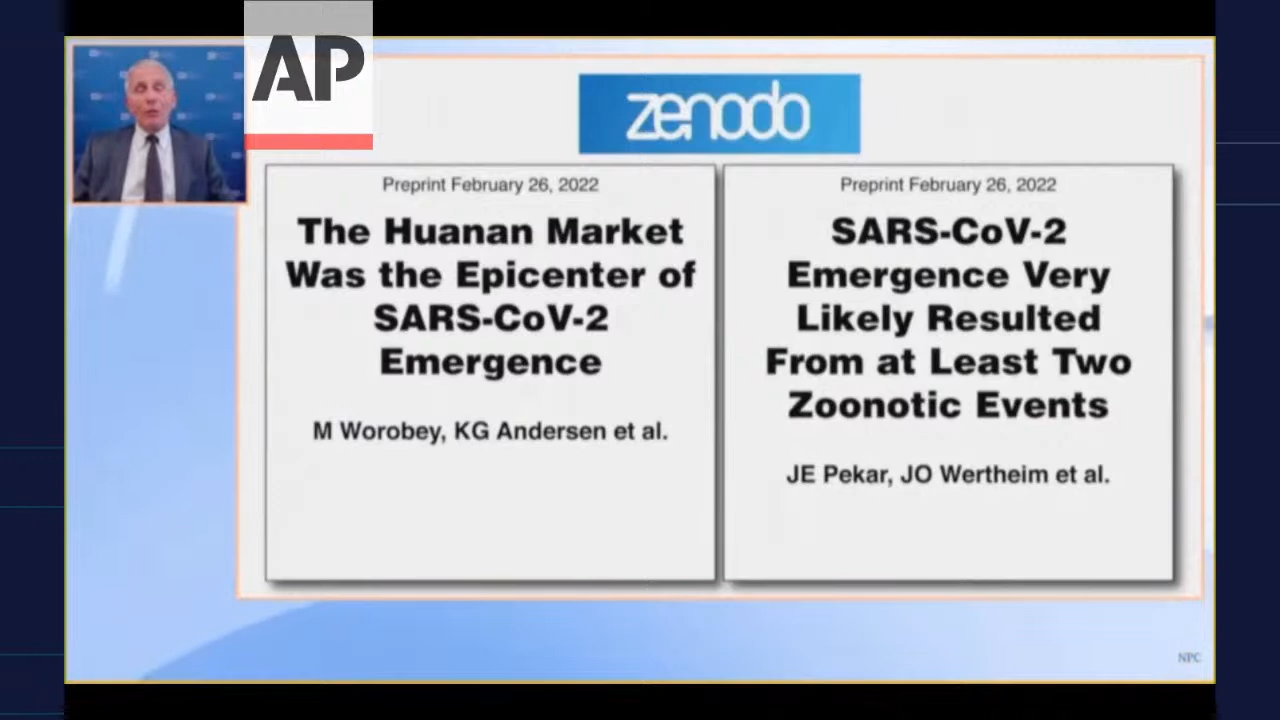 AP
zenodo
Preprint February 26, 2022
The Huanan Market
Was the Epicenter of
SARS-CoV-2
Emergence
M Worobey, KG Andersen et al.
Preprint February 26, 2022
SARS-CoV-2
Emergence Very
Likely Resulted
From at Least Two
Zoonotic Events
JE Pekar, JO Wertheim et al.
NPC